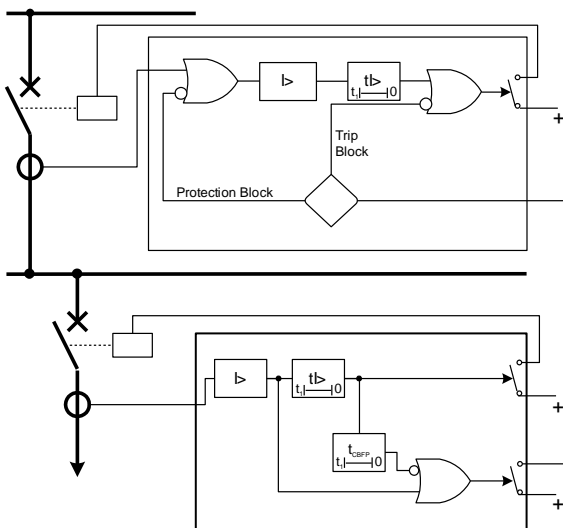 I>
tI>
t₁ 0
+
Trip
Block
Protection Block
I>
tI>
t₁ 0
+
tCBFP
t₁ 0
+